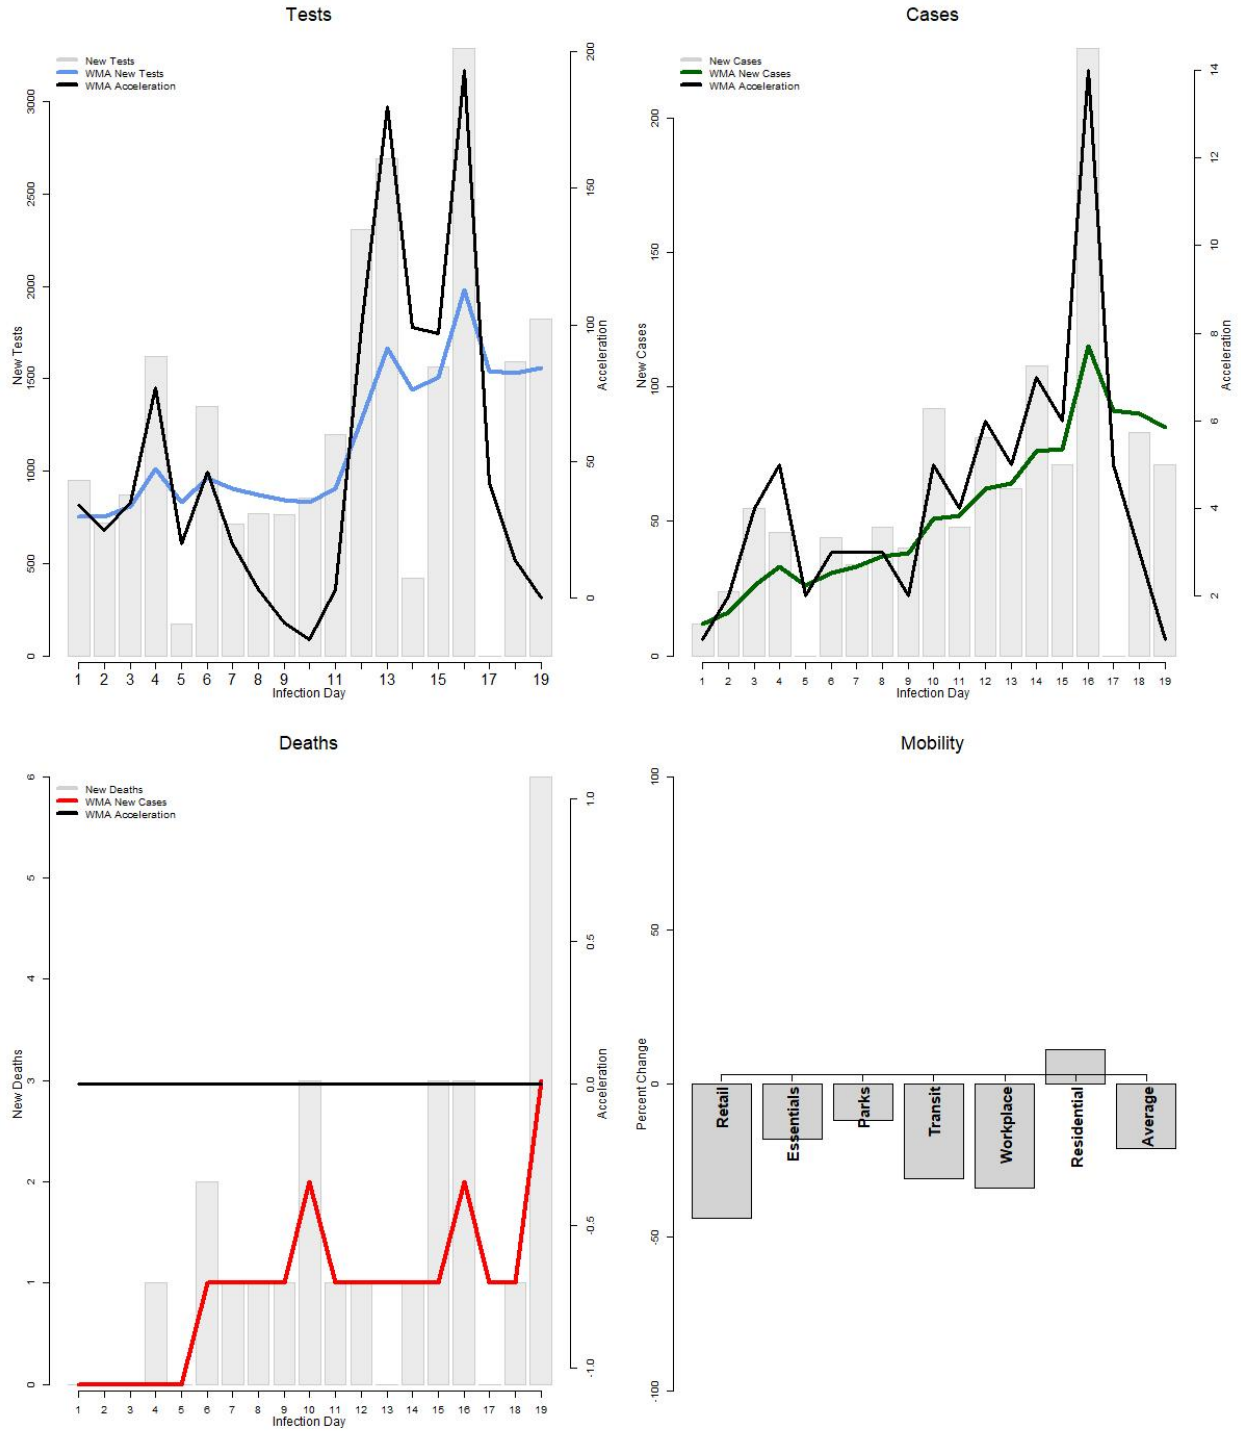 Tests
New Tests
WMA New Tests
WMA Acceleration
New Tests
0
500
1000
1500
2000
2500
3000
Acceleration
0
50
100
150
200
1 2 3 4 5 6 7 8 9 11 13 15 17 19
Infection Day
Cases
New Cases
WMA New Cases
WMA Acceleration
New Cases
0
50
100
150
200
Acceleration
2
4
6
8
10
12
14
1 2 3 4 5 6 7 8 9 10 11 12 13 14 15 16 17 18 19
Infection Day
Deaths
New Deaths
WMA New Cases
WMA Acceleration
New Deaths
0
1
2
3
4
5
6
Acceleration
-1.0
-0.5
0.0
0.5
1.0
1 2 3 4 5 6 7 8 9 10 11 12 13 14 15 16 17 18 19
Infection Day
Mobility
Percent Change
-100
-50
0
50
100
Retail
Essentials
Parks
Transit
Workplace
Residential
Average